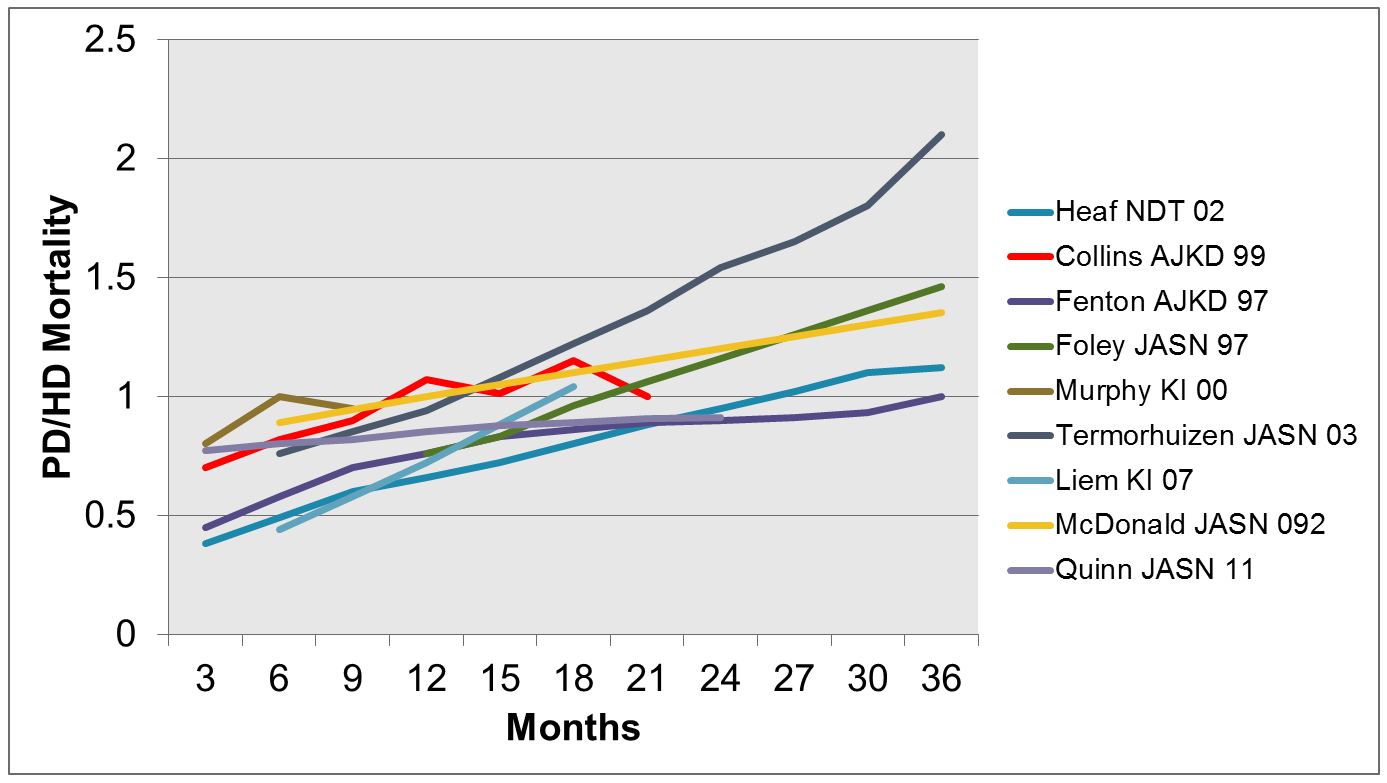 2.5
2
1.5
1
0.5
0
PD/HD Mortality
3 6 9 12 15 18 21 24 27 30 36
Months
Heaf NDT 02
Collins AJKD 99
Fenton AJKD 97
Foley JASN 97
Murphy KI 00
Termorhuizen JASN 03
Liem KI 07
McDonald JASN 092
Quinn JASN 11